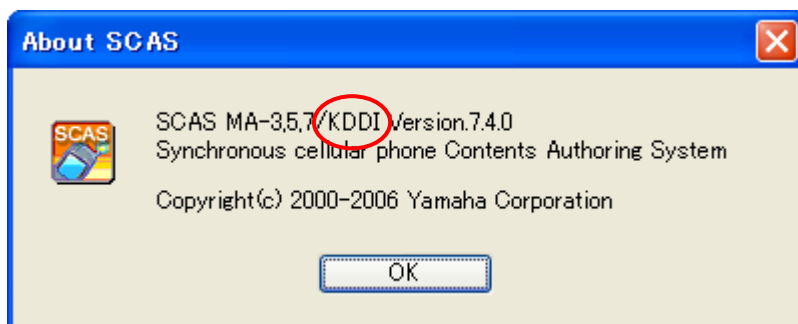 About SCAS
SCAS
SCAS MA-3,5,7/KDDI Version.7.4.0
Synchronous cellular phone Contents Authoring System
Copyright(c) 2000-2006 Yamaha Corporation
OK